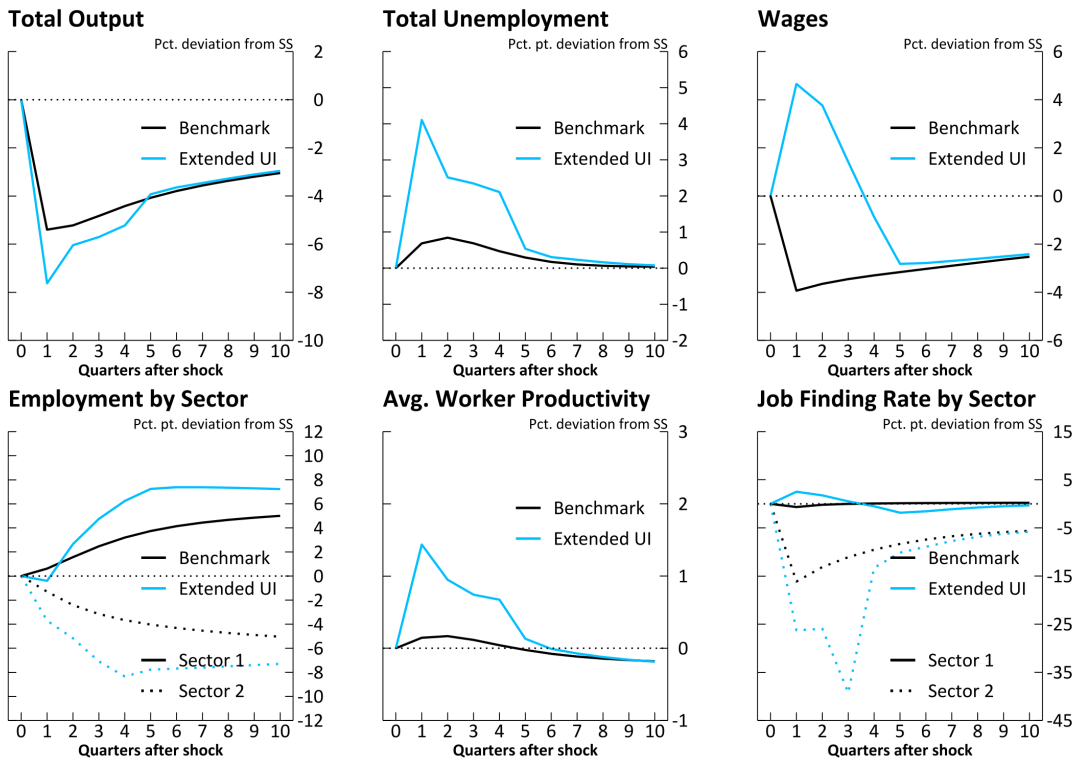 Total Output
Pct. deviation from SS
2
0
-2
-4
-6
-8
-10
Benchmark
Extended UI
0 1 2 3 4 5 6 7 8 9 10
Quarters after shock
Total Unemployment
Pct. pt. deviation from SS
6
5
4
3
2
1
0
-1
-2
Benchmark
Extended UI
0 1 2 3 4 5 6 7 8 9 10
Quarters after shock
Wages
Pct. deviation from SS
6
4
2
0
-2
-4
-6
Benchmark
Extended UI
0 1 2 3 4 5 6 7 8 9 10
Quarters after shock
Employment by Sector
Pct. pt. deviation from SS
12
10
8
6
4
2
0
-2
-4
-6
-8
-10
-12
Benchmark
Extended UI
Sector 1
Sector 2
0 1 2 3 4 5 6 7 8 9 10
Quarters after shock
Avg. Worker Productivity
Pct. deviation from SS
3
2
1
0
-1
Benchmark
Extended UI
0 1 2 3 4 5 6 7 8 9 10
Quarters after shock
Job Finding Rate by Sector
Pct. pt. deviation from SS
15
5
-5
-15
-25
-35
-45
Benchmark
Extended UI
Sector 1
Sector 2
0 1 2 3 4 5 6 7 8 9 10
Quarters after shock